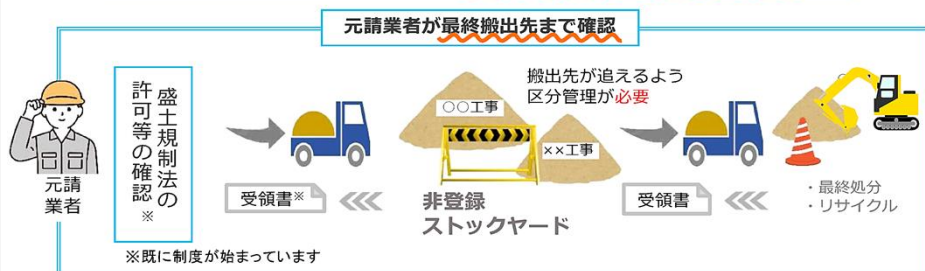 元請業者が最終搬出先まで確認
元請
業者
盛土規制法の
許可等の確認
※
受領書※
〇〇工事
××工事
非登録
ストックヤード
搬出先が追えるよう
区分管理が必要
受領書
・最終処分
・リサイクル
※既に制度が始まっています